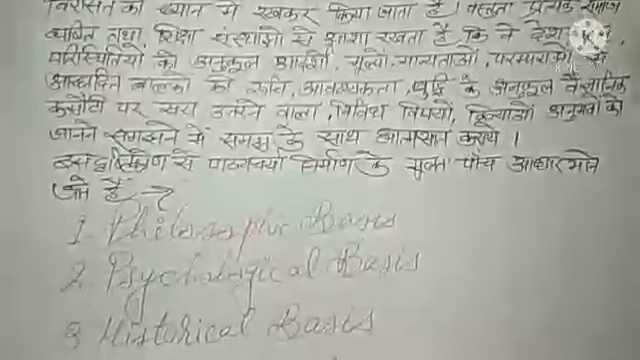 विरासत को ध्यान में रखकर किया जाता है। वस्तुतः प्रत्येक समाज
व्यक्ति तथा शिक्षा संस्थाओं से आशा रखता है कि वे देश
परिस्थितियों के अनुकूल आदर्शों, मूल्यों, मान्यताओं, परम्पराओं से
आच्छादित बालकों की रुचि, आवश्यकता, बुद्धि के अनुकूल वैज्ञानिक
कसौटी पर खरा उतरने वाला, विविध विषयों, क्रियाओं अनुभवों को
जानने समझने में समझ के साथ आत्मसात कराये।
इस दृष्टिकोण से पाठ्यचर्या निर्माण के मुख्य पाँच आधार माने
जाते हैं →
1. Philosophic Basis
2. Psychological Basis
3 Historical Basis